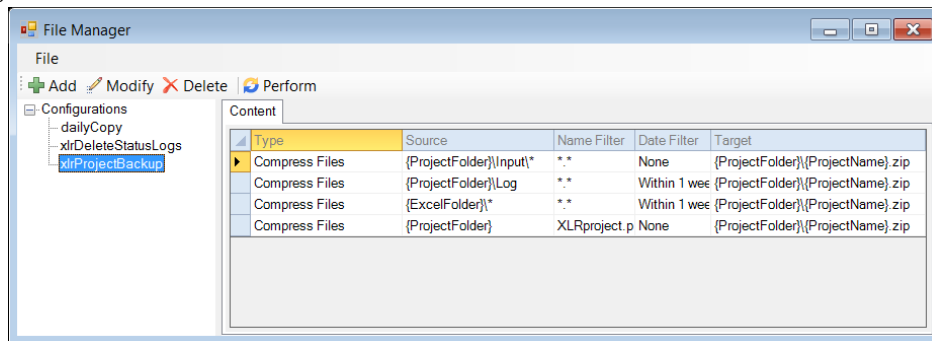 File Manager
File
Add Modify Delete Perform
Configurations
dailyCopy
xlrDeleteStatusLogs
xlrProjectBackup
Content
Type Source Name Filter Date Filter Target
Compress Files {ProjectFolder}\Input\* *.* None {ProjectFolder}\{ProjectName}.zip
Compress Files {ProjectFolder}\Log *.* Within 1 wee {ProjectFolder}\{ProjectName}.zip
Compress Files {ExcelFolder}\* *.* Within 1 wee {ProjectFolder}\{ProjectName}.zip
Compress Files {ProjectFolder} XLRproject.p None {ProjectFolder}\{ProjectName}.zip